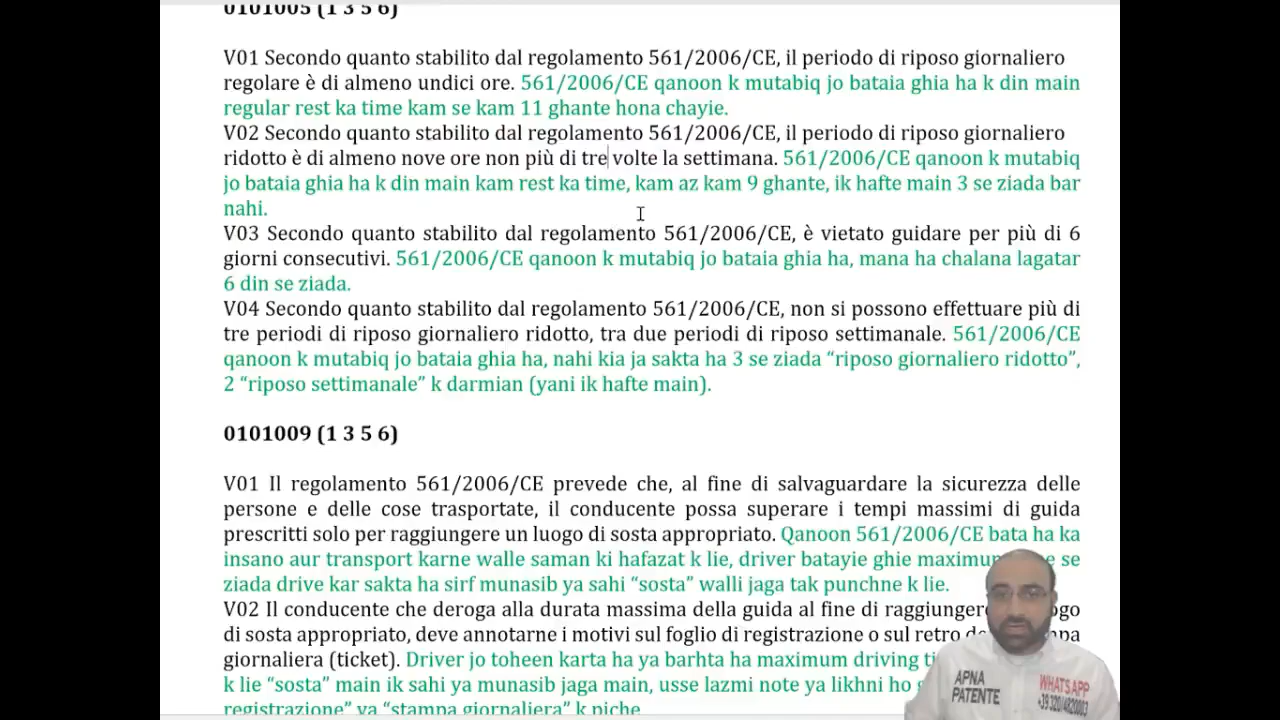 0101005 (1 3 5 6)
V01 Secondo quanto stabilito dal regolamento 561/2006/CE, il periodo di riposo giornaliero
regolare è di almeno undici ore. 561/2006/CE qanoon k mutabiq jo bataia ghia ha k din main
regular rest ka time kam se kam 11 ghante hona chayie.
V02 Secondo quanto stabilito dal regolamento 561/2006/CE, il periodo di riposo giornaliero
ridotto è di almeno nove ore non più di tre volte la settimana. 561/2006/CE qanoon k mutabiq
jo bataia ghia ha k din main kam rest ka time, kam az kam 9 ghante, ik hafte main 3 se ziada bar
nahi.
V03 Secondo quanto stabilito dal regolamento 561/2006/CE, è vietato guidare per più di 6
giorni consecutivi. 561/2006/CE qanoon k mutabiq jo bataia ghia ha, mana ha chalana lagatar
6 din se ziada.
V04 Secondo quanto stabilito dal regolamento 561/2006/CE, non si possono effettuare più di
tre periodi di riposo giornaliero ridotto, tra due periodi di riposo settimanale. 561/2006/CE
qanoon k mutabiq jo bataia ghia ha, nahi kia ja sakta ha 3 se ziada “riposo giornaliero ridotto”,
2 “riposo settimanale” k darmian (yani ik hafte main).
0101009 (1 3 5 6)
V01 Il regolamento 561/2006/CE prevede che, al fine di salvaguardare la sicurezza delle
persone e delle cose trasportate, il conducente possa superare i tempi massimi di guida
prescritti solo per raggiungere un luogo di sosta appropriato. Qanoon 561/2006/CE bata ha ka
insano aur transport karne walle saman ki hafazat k lie, driver batayie ghie maximum se
ziada drive kar sakta ha sirf munasib ya sahi “sosta” walli jaga tak punchne k lie.
V02 Il conducente che deroga alla durata massima della guida al fine di raggiungere
di sosta appropriato, deve annotarne i motivi sul foglio di registrazione o sul retro
giornaliera (ticket). Driver jo toheen karta ha ya barhta ha maximum driving
k lie “sosta” main ik sahi ya munasib jaga main, usse lazmi note ya likhni ho
registrazione” ya “stampa giornaliera” k piche
APNA
PATENTE
WHATSAPP